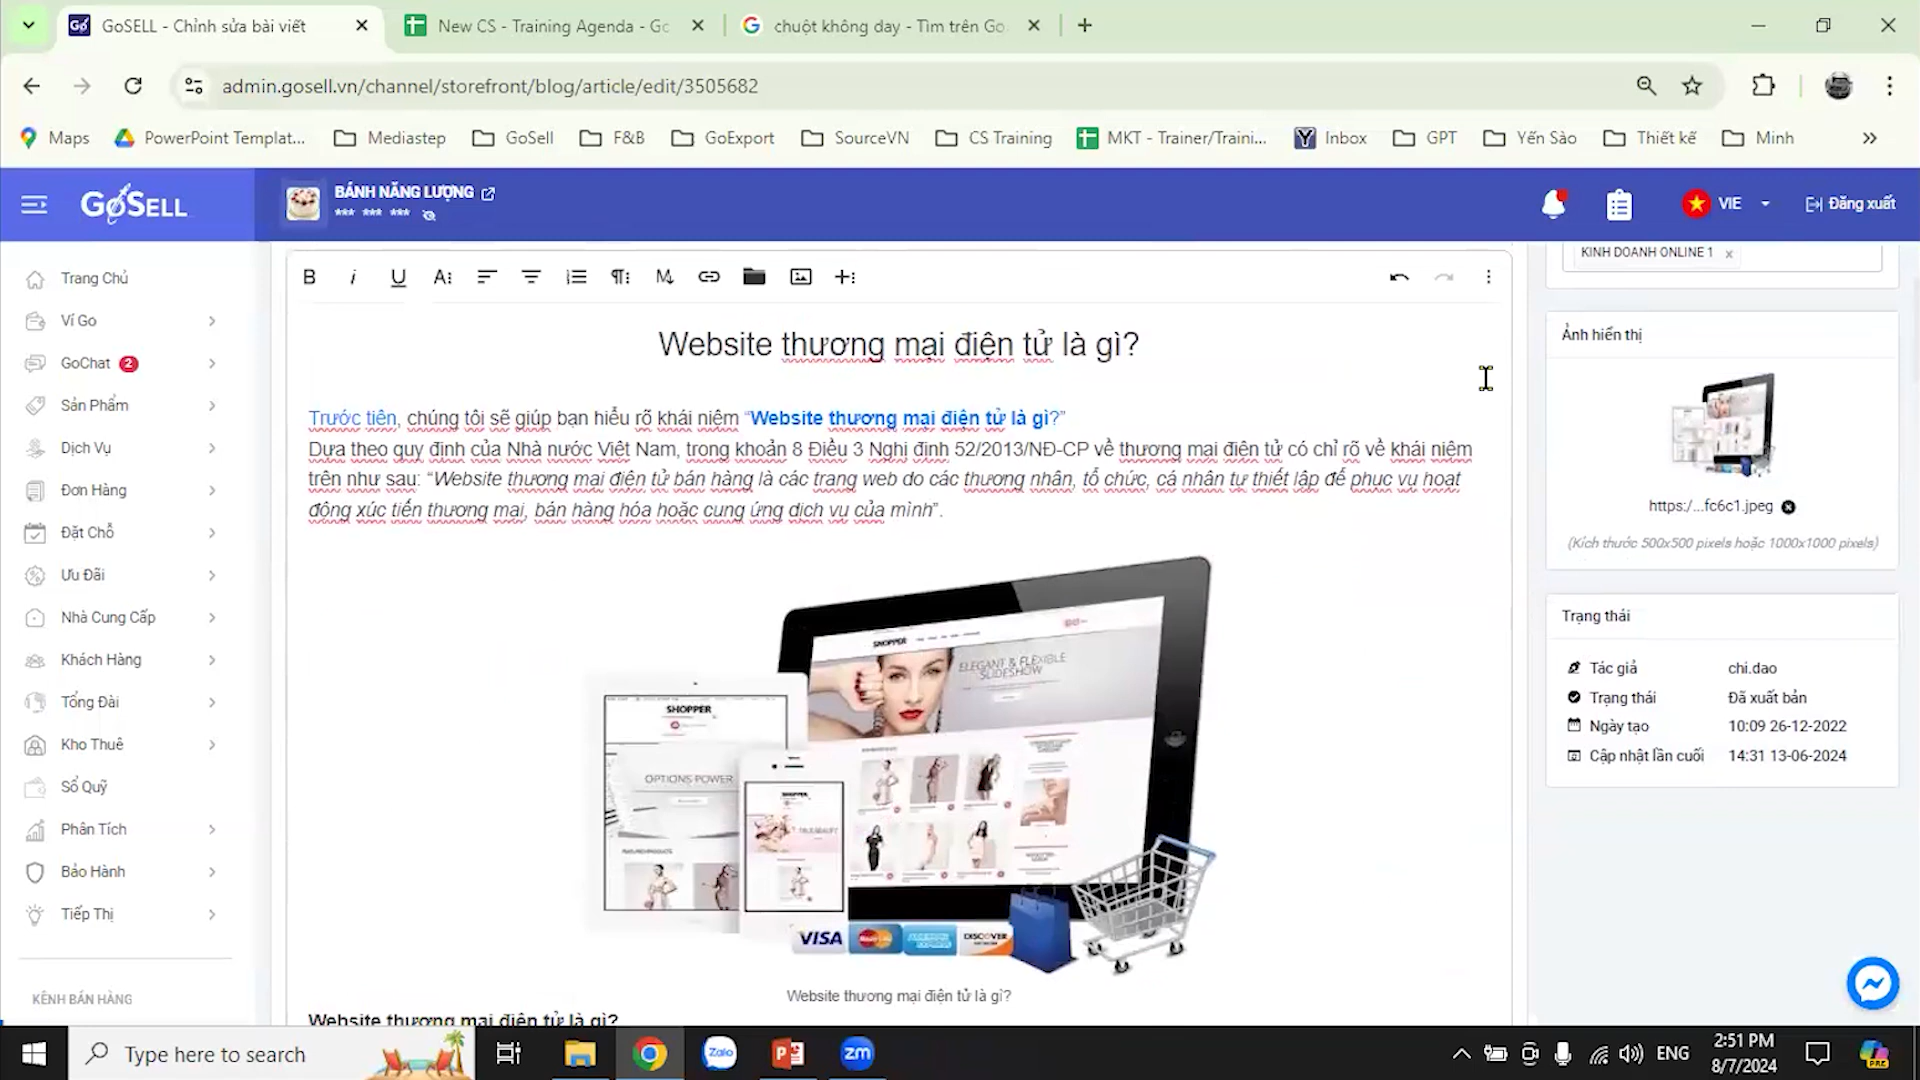 GoSELL - Chỉnh sửa bài viết
New CS - Training Agenda - Go
chuột không day - Tìm trên Go
admin.gosell.vn/channel/storefront/blog/article/edit/3505682
Maps
PowerPoint Templat...
Mediastep
GoSell
F&B
GoExport
SourceVN
CS Training
MKT - Trainer/Traini...
Inbox
GPT
Yến Sào
Thiết kế
Minh
GOSELL
BÁNH NĂNG LƯỢNG
*** *** ***
VIE
Đăng xuất
Trang Chủ
Ví Go
GoChat 2
Sản Phẩm
Dịch Vụ
Đơn Hàng
Đặt Chỗ
Ưu Đãi
Nhà Cung Cấp
Khách Hàng
Tổng Đài
Kho Thuê
Sổ Quỹ
Phân Tích
Bảo Hành
Tiếp Thị
KÊNH BÁN HÀNG
Website thương mại điện tử là gì?
Trước tiên, chúng tôi sẽ giúp bạn hiểu rõ khái niệm “Website thương mại điện tử là gì?”
Dựa theo quy định của Nhà nước Việt Nam, trong khoản 8 Điều 3 Nghị định 52/2013/NĐ-CP về thương mại điện tử có chỉ rõ về khái niệm
trên như sau: “Website thương mại điện tử bán hàng là các trang web do các thương nhân, tổ chức, cá nhân tự thiết lập để phục vụ hoạt
động xúc tiến thương mại, bán hàng hóa hoặc cung ứng dịch vụ của mình”.
SHOPPER
ELEGANT & FLEXIBLE
SLIDESHOW
SHOPPER
OPTIONS POWER
SHOPPER
VISA
DISCOVER
Website thương mại điện tử là gì?
Website thương mại điện tử là gì?
KINH DOANH ONLINE 1 x
Ảnh hiển thị
https:/...fc6c1.jpeg
(Kích thước 500x500 pixels hoặc 1000x1000 pixels)
Trạng thái
Tác giả chi.dao
Trạng thái Đã xuất bản
Ngày tạo 10:09 26-12-2022
Cập nhật lần cuối 14:31 13-06-2024
Type here to search
Zalo
zm
ENG
2:51 PM
8/7/2024
PRE